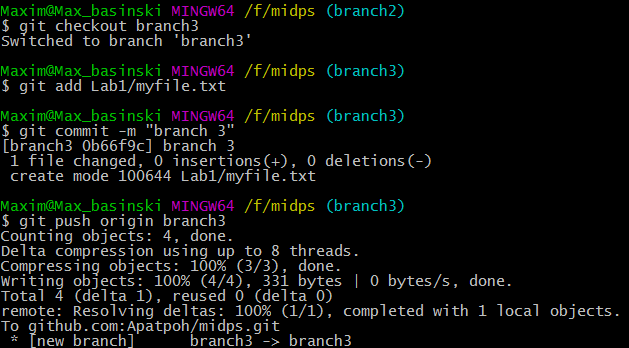 Maxim@Max_basinski MINGW64 /f/midps (branch2)
$ git checkout branch3
Switched to branch 'branch3'
Maxim@Max_basinski MINGW64 /f/midps (branch3)
$ git add Lab1/myfile.txt
Maxim@Max_basinski MINGW64 /f/midps (branch3)
$ git commit -m "branch 3"
[branch3 0b66f9c] branch 3
 1 file changed, 0 insertions(+), 0 deletions(-)
 create mode 100644 Lab1/myfile.txt
Maxim@Max_basinski MINGW64 /f/midps (branch3)
$ git push origin branch3
Counting objects: 4, done.
Delta compression using up to 8 threads.
Compressing objects: 100% (3/3), done.
Writing objects: 100% (4/4), 331 bytes | 0 bytes/s, done.
Total 4 (delta 1), reused 0 (delta 0)
remote: Resolving deltas: 100% (1/1), completed with 1 local objects.
To github.com:Apatpoh/midps.git
 * [new branch]      branch3 -> branch3